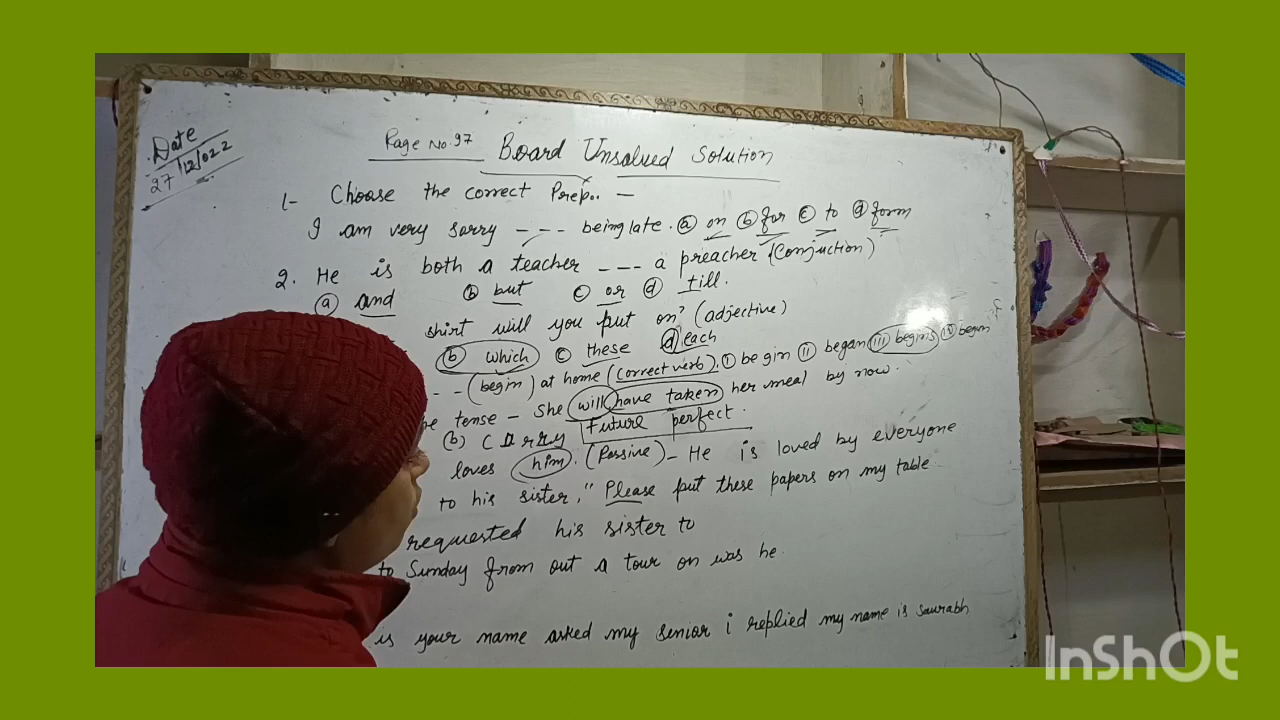 Date
27/12/022
Page No. 97
Board Unsolved Solution
1- Choose the correct Prep.. —
I am very sorry - - - being late. (a) on (b) for (c) to (d) form
2. He is both a teacher - - - a preacher (Conjuction)
(a) and (b) but (c) or (d) till.
shirt will you put on? (adjective)
(b) which (c) these (d) each
- - (begin) at home (correct verb). (I) begin (II) began (III) begins (IV) begun
he tense - She will have taken her meal by now.
(b) Future perfect.
loves him. (Passive) - He is loved by everyone
to his sister, "Please put these papers on my table
requested his sister to
to Sunday from out a tour on was he.
is your name asked my senior i replied my name is saurabh
InShOt